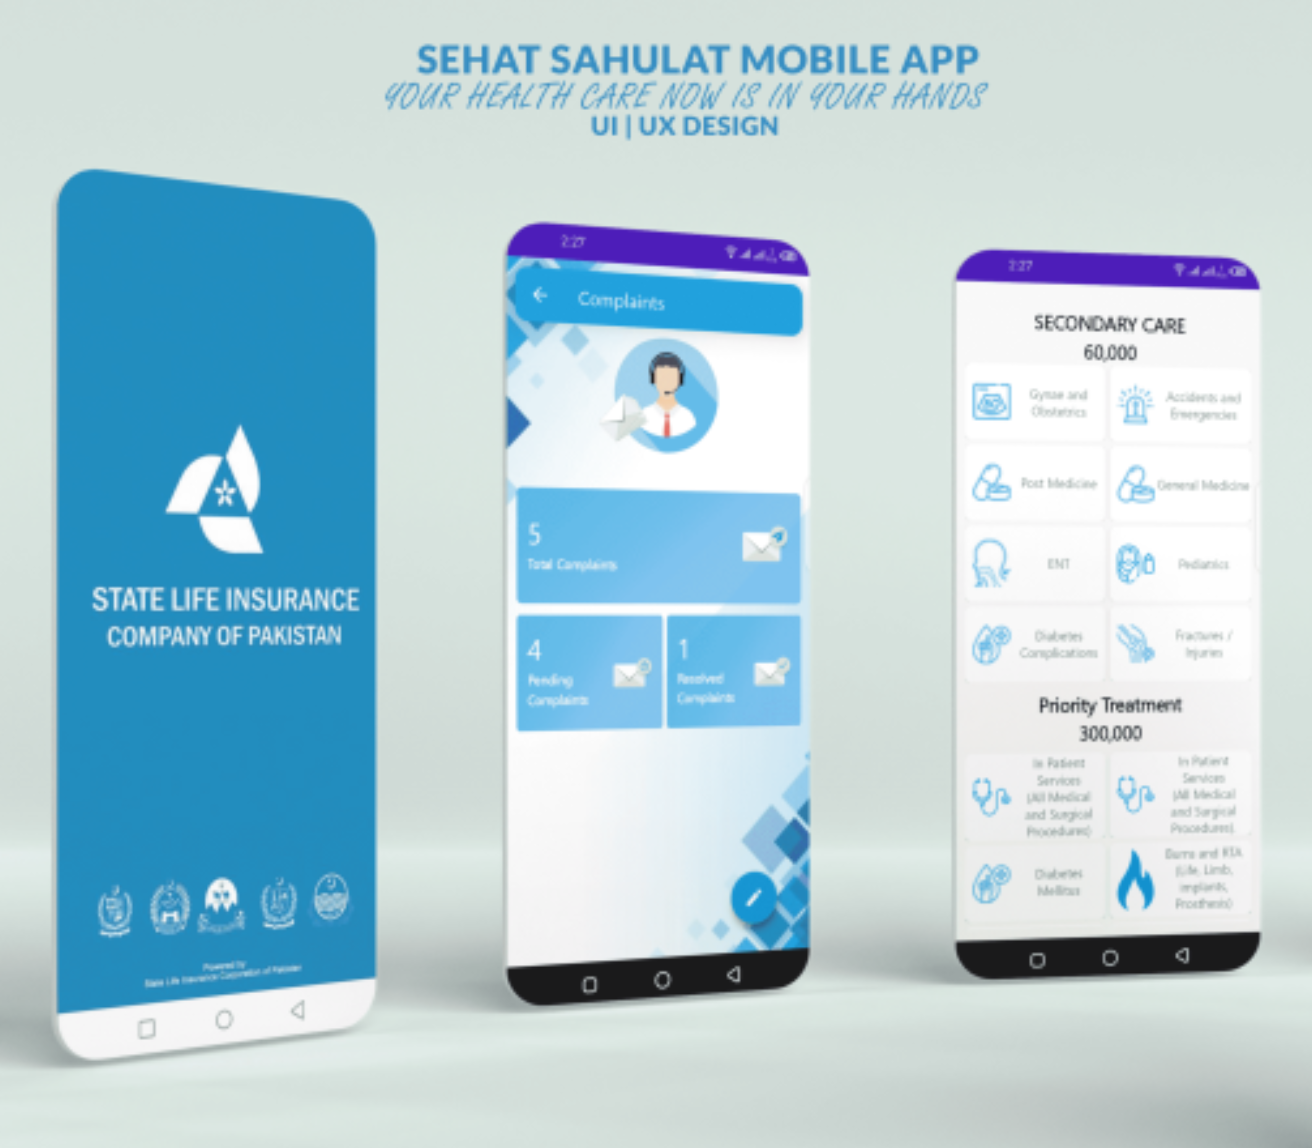 SEHAT SAHULAT MOBILE APP
YOUR HEALTH CARE NOW IS IN YOUR HANDS
UI | UX DESIGN
STATE LIFE INSURANCE
COMPANY OF PAKISTAN
Powered by
State Life Insurance Corporation of Pakistan
2:27
Complaints
5
Total Complaints
4
Pending
Complaints
1
Resolved
Complaints
2:27
SECONDARY CARE
60,000
Gynae and
Obstetrics
Accidents and
Emergencies
Post Medicine
General Medicine
ENT
Pediatrics
Diabetes
Complications
Fractures /
Injuries
Priority Treatment
300,000
In Patient
Services
(All Medical
and Surgical
Procedures)
In Patient
Services
(All Medical
and Surgical
Procedures).
Diabetes
Mellitus
Burns and RTA
(Life, Limb,
implants,
Prosthesis)